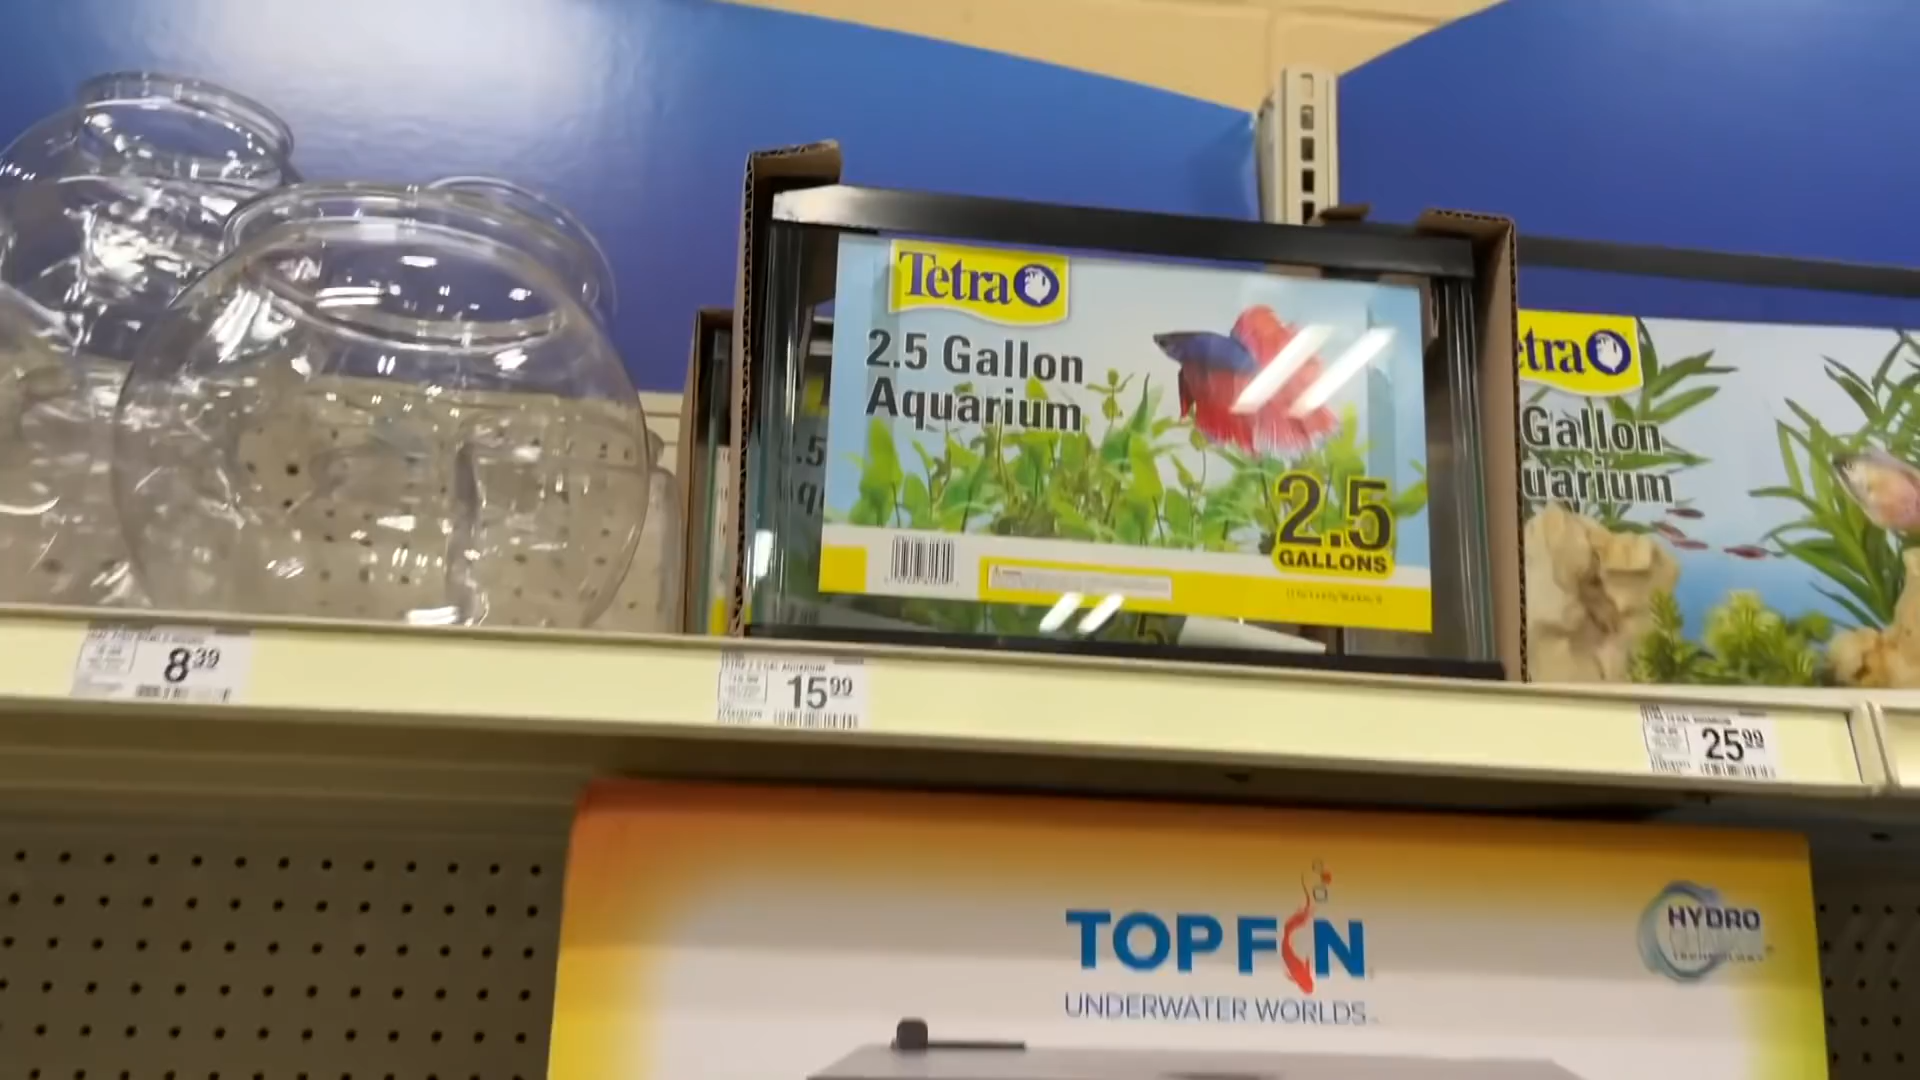 Tetra
2.5 Gallon
Aquarium
2.5
GALLONS
etra
Gallon
uarium
.5
8.39
15.99
25.99
TOP FIN
UNDERWATER WORLDS
HYDRO